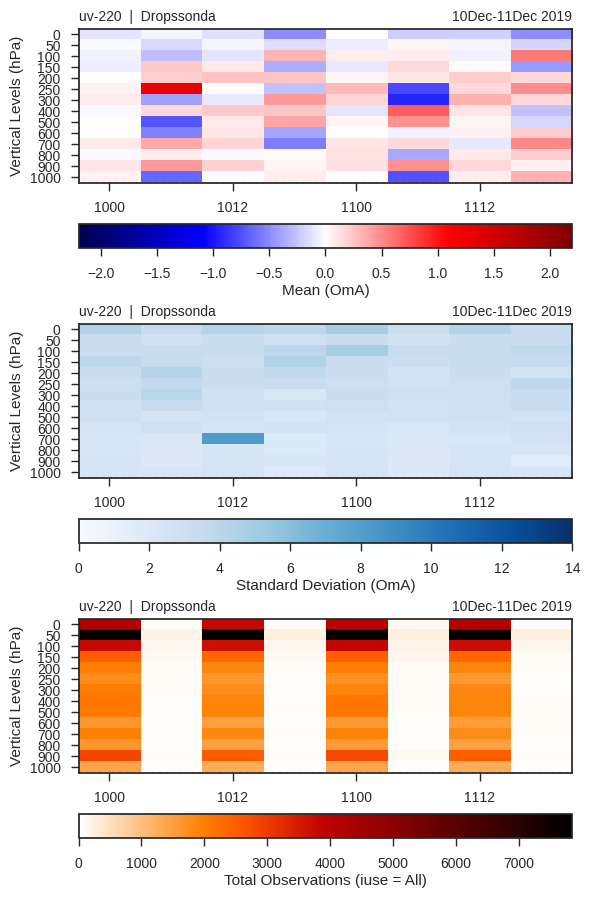 uv-220 | Dropssonda 10Dec-11Dec 2019
Vertical Levels (hPa)
0
50
100
150
200
250
300
400
500
600
700
800
900
1000
1000 1012 1100 1112
−2.0 −1.5 −1.0 −0.5 0.0 0.5 1.0 1.5 2.0
Mean (OmA)
uv-220 | Dropssonda 10Dec-11Dec 2019
Vertical Levels (hPa)
0
50
100
150
200
250
300
400
500
600
700
800
900
1000
1000 1012 1100 1112
0 2 4 6 8 10 12 14
Standard Deviation (OmA)
uv-220 | Dropssonda 10Dec-11Dec 2019
Vertical Levels (hPa)
0
50
100
150
200
250
300
400
500
600
700
800
900
1000
1000 1012 1100 1112
0 1000 2000 3000 4000 5000 6000 7000
Total Observations (iuse = All)